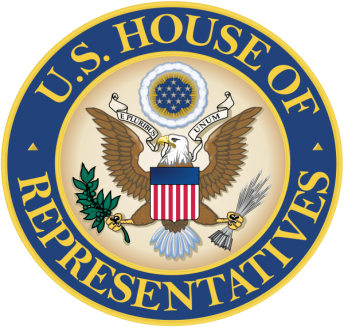 U.S. HOUSE OF
E PLURIBUS
UNUM
REPRESENTATIVES